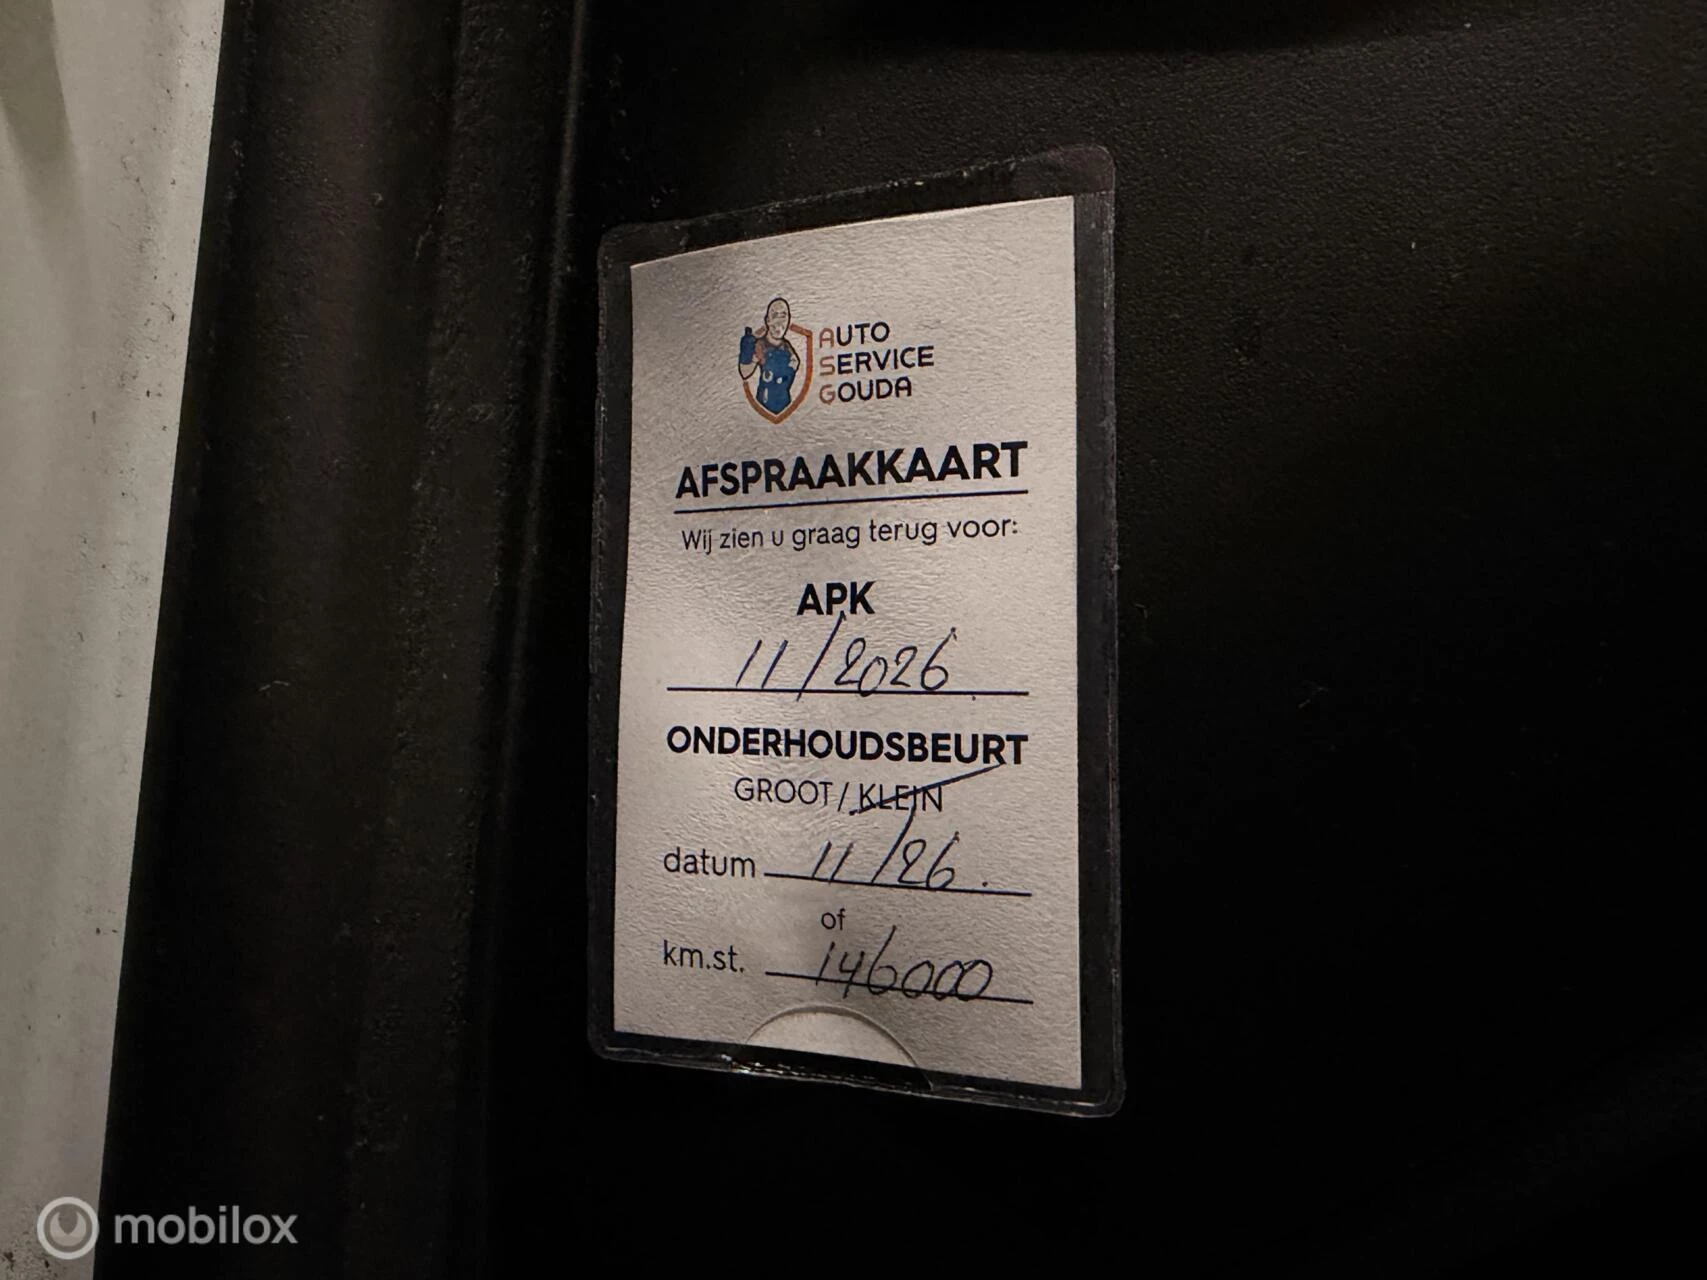 AUTO
SERVICE
GOUDA
AFSPRAAKKAART
Wij zien u graag terug voor:
APK
11/2026
ONDERHOUDSBEURT
GROOT / KLEIN
datum 11/26.
of
km.st. 146000
mobilox